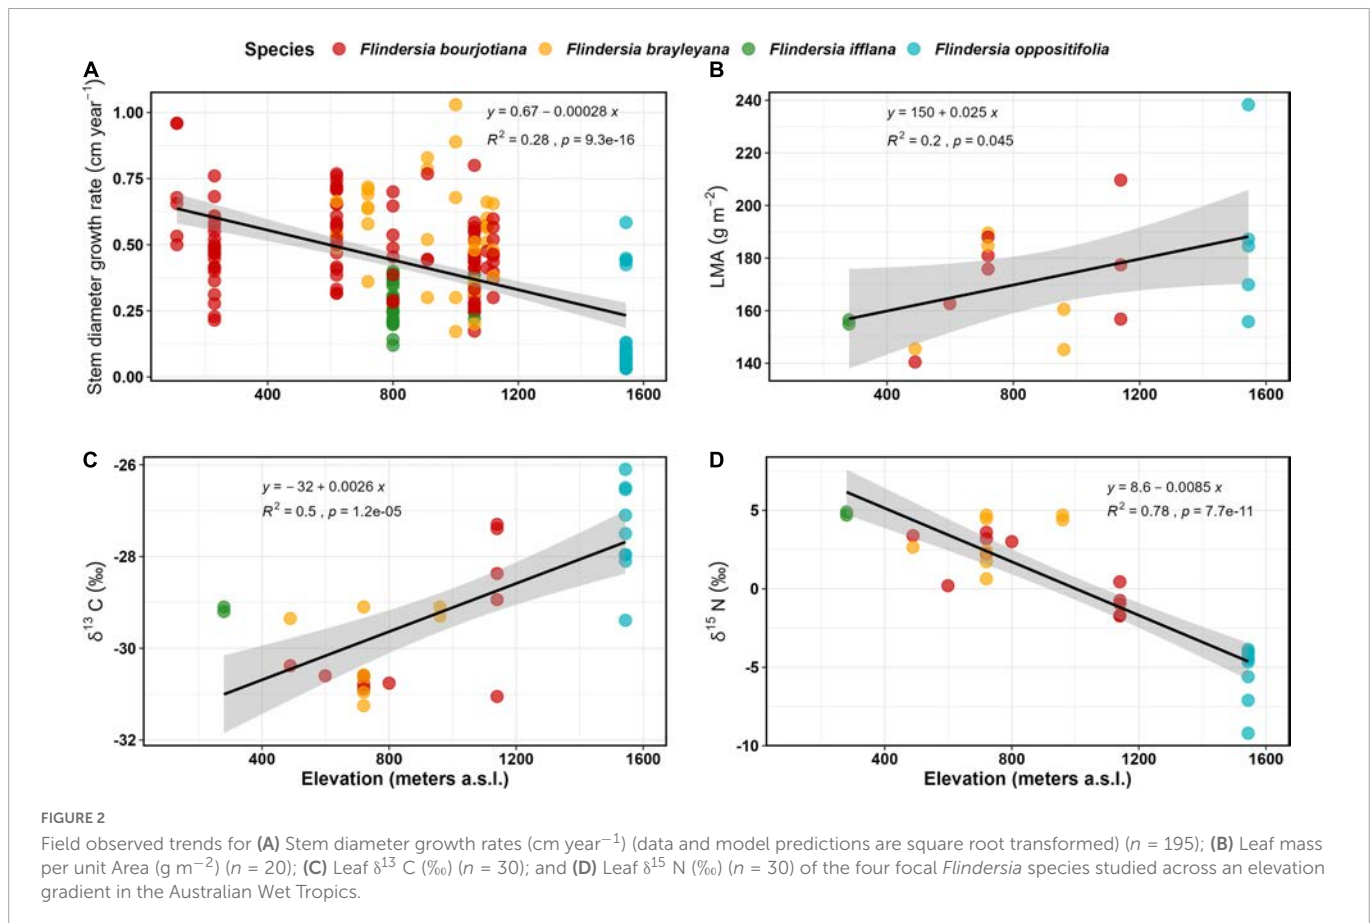 Species Flindersia bourjotiana Flindersia brayleyana Flindersia ifflana Flindersia oppositifolia
A
Stem diameter growth rate (cm year−1)
1.00
0.75
0.50
0.25
0.00
y = 0.67 − 0.00028 x
R2 = 0.28 , p = 9.3e-16
400 800 1200 1600
B
LMA (g m−2)
240
220
200
180
160
140
y = 150 + 0.025 x
R2 = 0.2 , p = 0.045
400 800 1200 1600
C
δ13 C (‰)
-26
-28
-30
-32
y = − 32 + 0.0026 x
R2 = 0.5 , p = 1.2e-05
400 800 1200 1600
Elevation (meters a.s.l.)
D
δ15 N (‰)
5
0
-5
-10
y = 8.6 − 0.0085 x
R2 = 0.78 , p = 7.7e-11
400 800 1200 1600
Elevation (meters a.s.l.)
FIGURE 2
Field observed trends for (A) Stem diameter growth rates (cm year−1) (data and model predictions are square root transformed) (n = 195); (B) Leaf mass
per unit Area (g m−2) (n = 20); (C) Leaf δ13 C (‰) (n = 30); and (D) Leaf δ15 N (‰) (n = 30) of the four focal Flindersia species studied across an elevation
gradient in the Australian Wet Tropics.